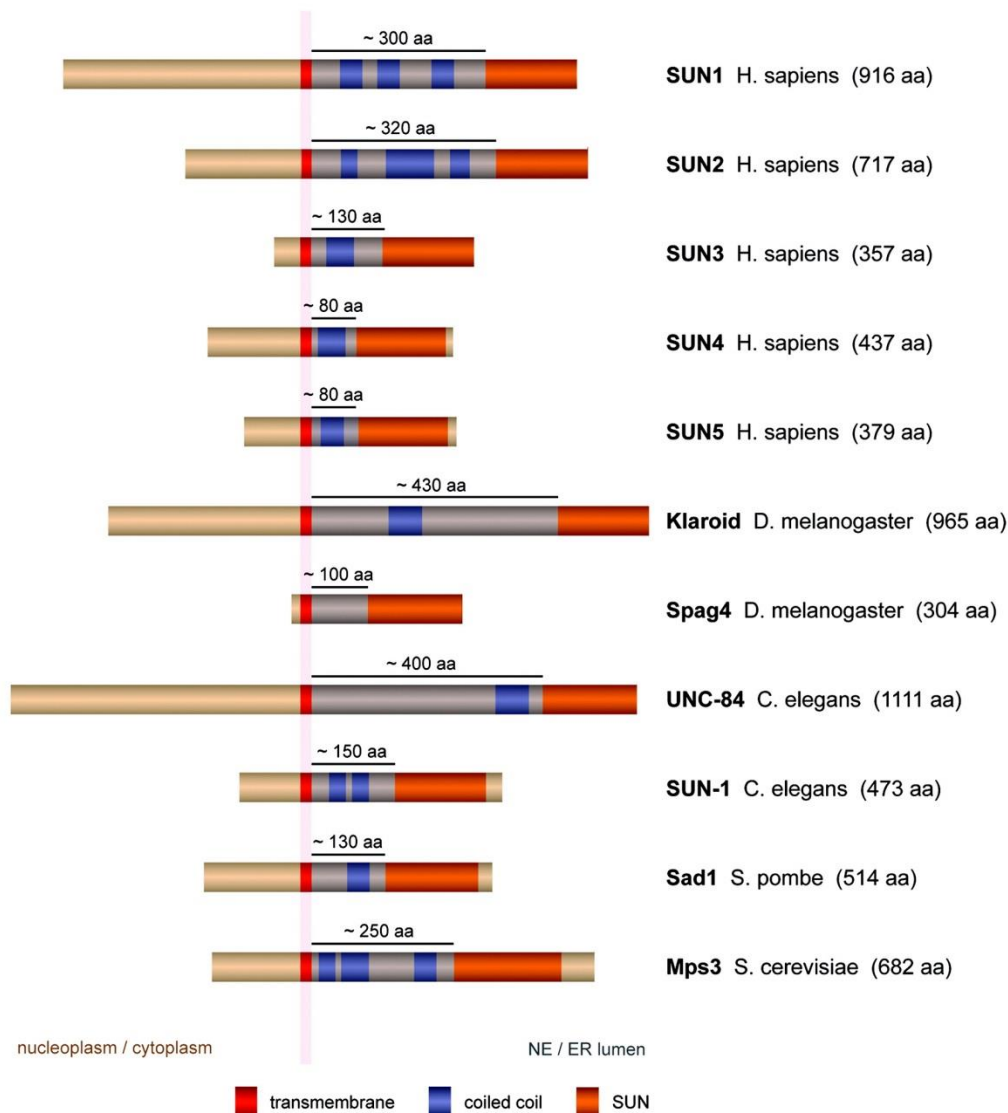 ~ 300 aa
SUN1 H. sapiens (916 aa)
~ 320 aa
SUN2 H. sapiens (717 aa)
~ 130 aa
SUN3 H. sapiens (357 aa)
~ 80 aa
SUN4 H. sapiens (437 aa)
~ 80 aa
SUN5 H. sapiens (379 aa)
~ 430 aa
Klaroid D. melanogaster (965 aa)
~ 100 aa
Spag4 D. melanogaster (304 aa)
~ 400 aa
UNC-84 C. elegans (1111 aa)
~ 150 aa
SUN-1 C. elegans (473 aa)
~ 130 aa
Sad1 S. pombe (514 aa)
~ 250 aa
Mps3 S. cerevisiae (682 aa)
nucleoplasm / cytoplasm NE / ER lumen
transmembrane coiled coil SUN